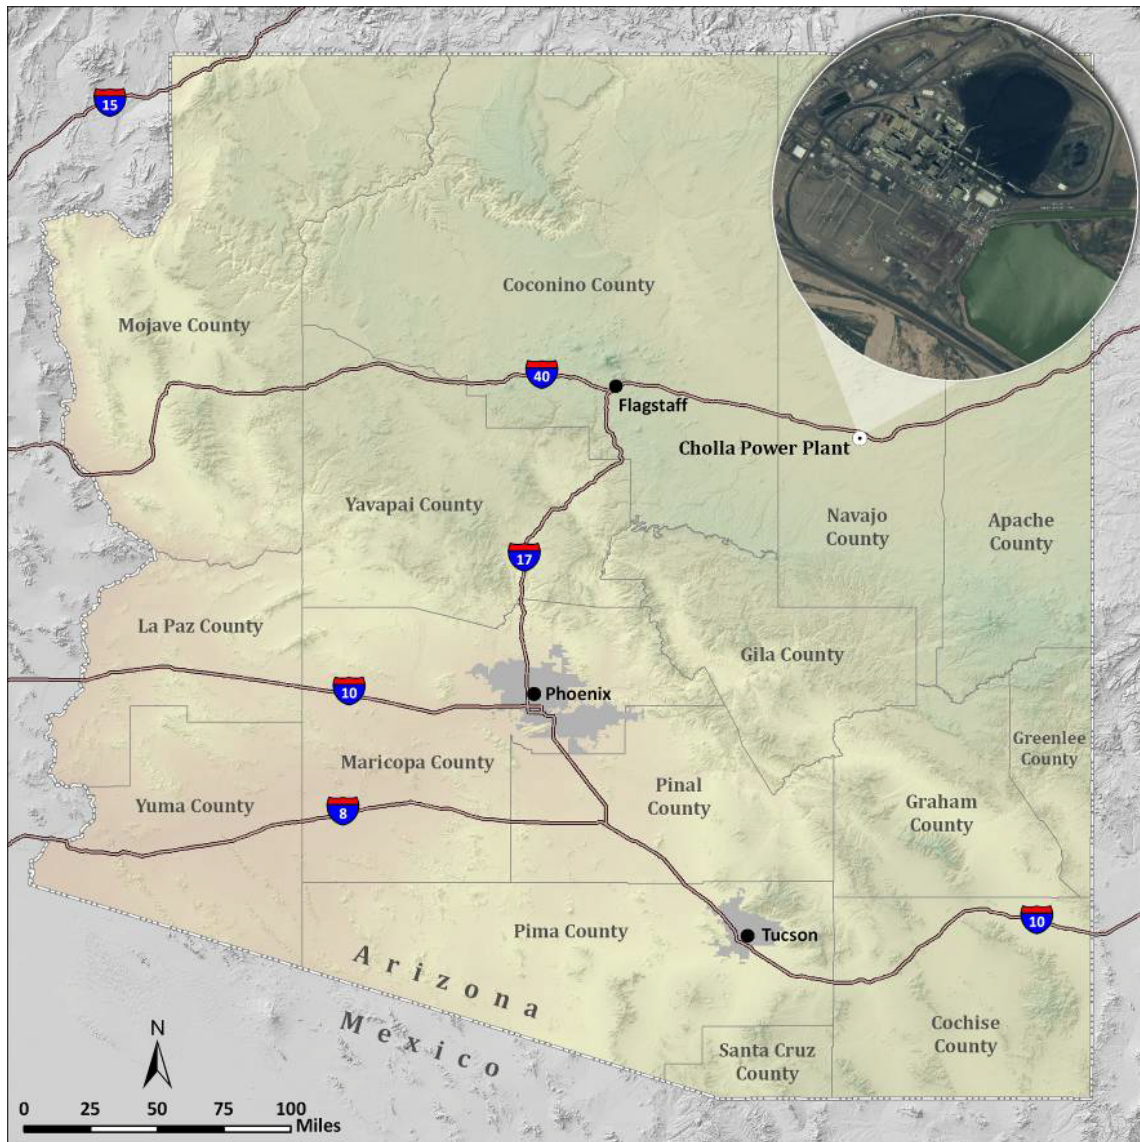 15
Coconino County
Mojave County
40
Flagstaff
Cholla Power Plant
Yavapai County
Navajo
County
Apache
County
17
La Paz County
Gila County
10
Phoenix
Greenlee
County
Maricopa County
Pinal
County
Yuma County
8
Graham
County
10
Pima County
Tucson
Arizona
Mexico
Cochise
County
Santa Cruz
County
N
0 25 50 75 100
Miles